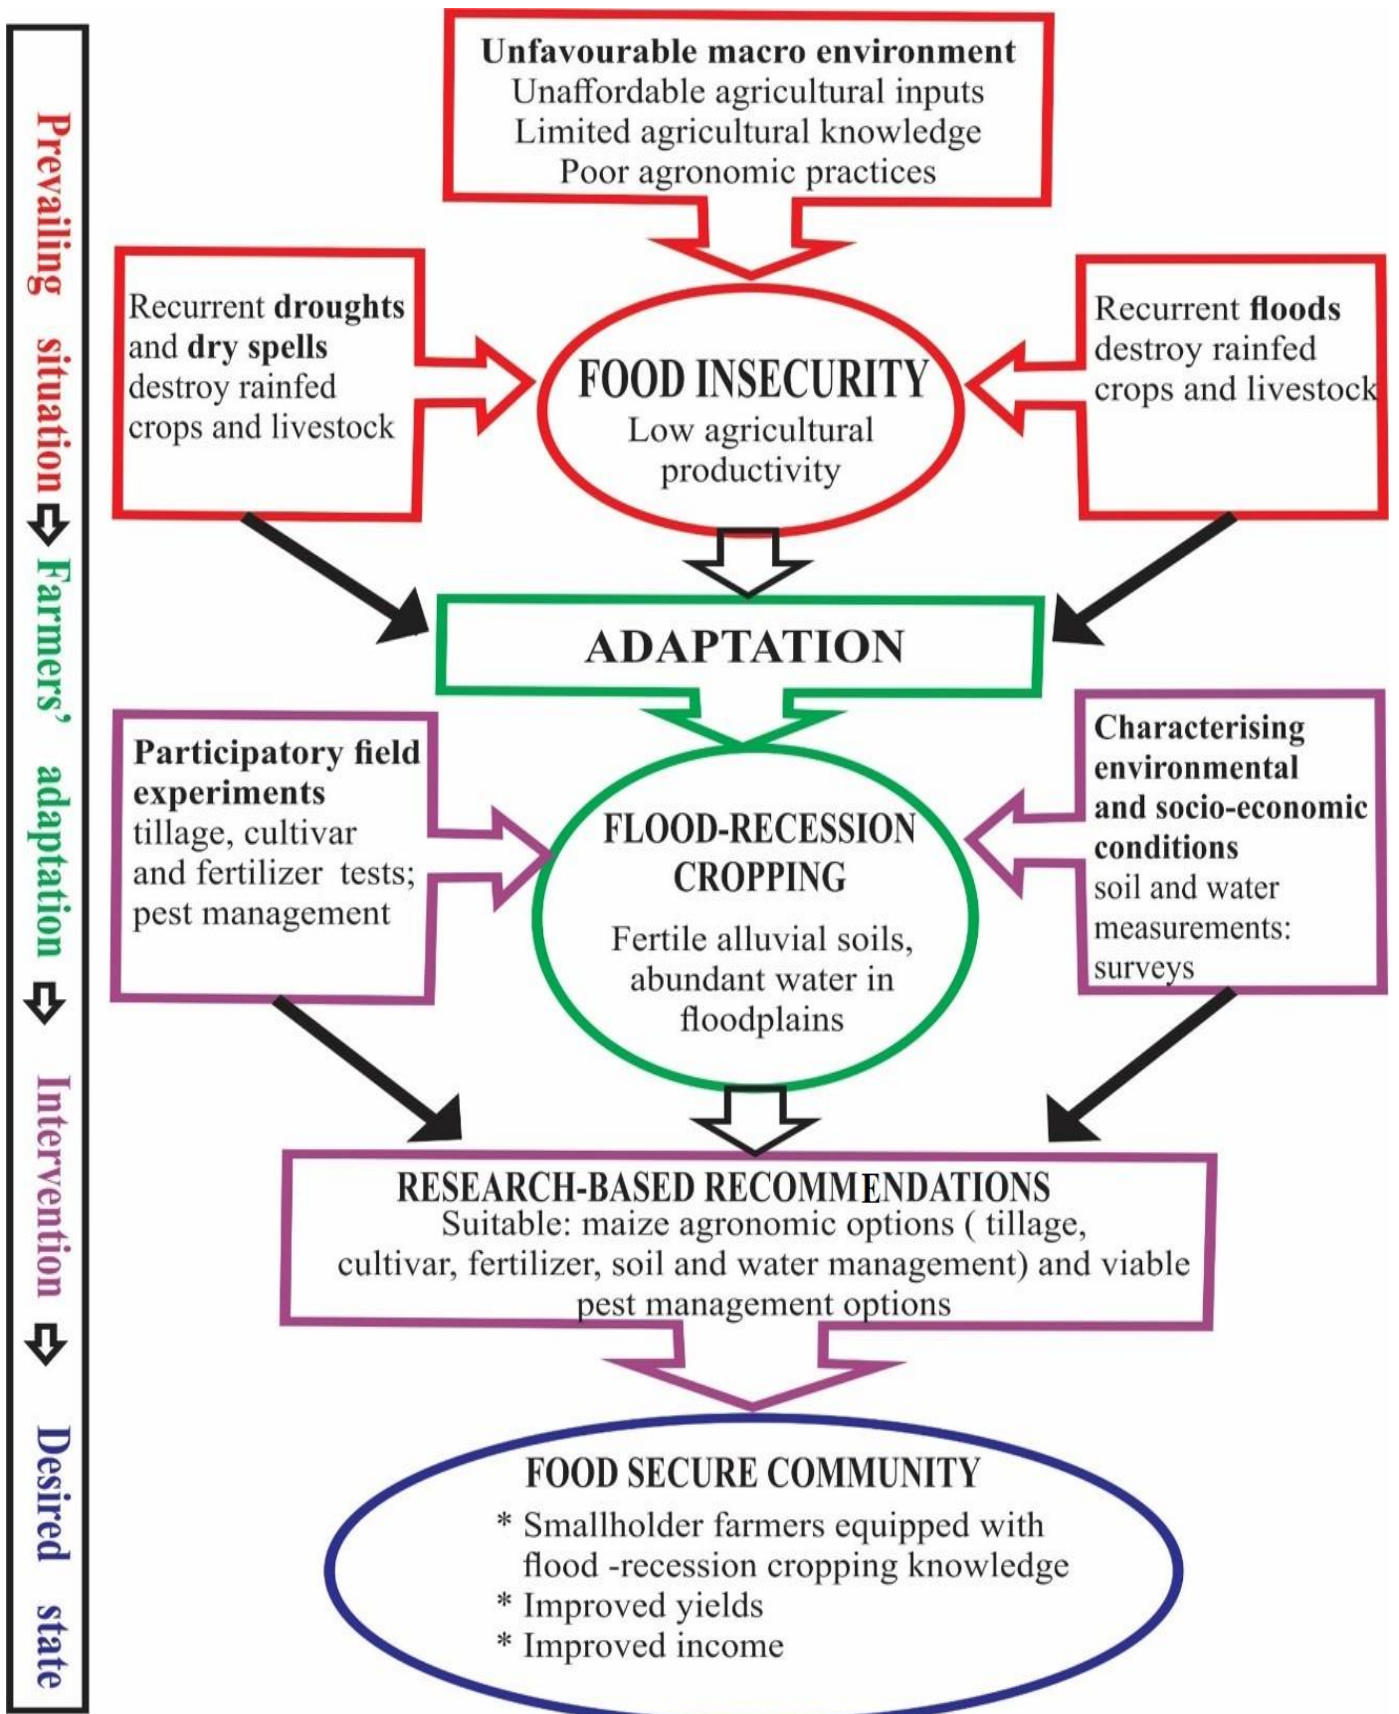 Prevailing situation
Farmers' adaptation
Intervention
Desired state
Unfavourable macro environment
Unaffordable agricultural inputs
Limited agricultural knowledge
Poor agronomic practices
Recurrent droughts
and dry spells
destroy rainfed
crops and livestock
FOOD INSECURITY
Low agricultural
productivity
Recurrent floods
destroy rainfed
crops and livestock
ADAPTATION
Participatory field
experiments
tillage, cultivar
and fertilizer tests;
pest management
FLOOD-RECESSION
CROPPING
Fertile alluvial soils,
abundant water in
floodplains
Characterising
environmental
and socio-economic
conditions
soil and water
measurements:
surveys
RESEARCH-BASED RECOMMENDATIONS
Suitable: maize agronomic options ( tillage,
cultivar, fertilizer, soil and water management) and viable
pest management options
FOOD SECURE COMMUNITY
* Smallholder farmers equipped with
flood -recession cropping knowledge
* Improved yields
* Improved income